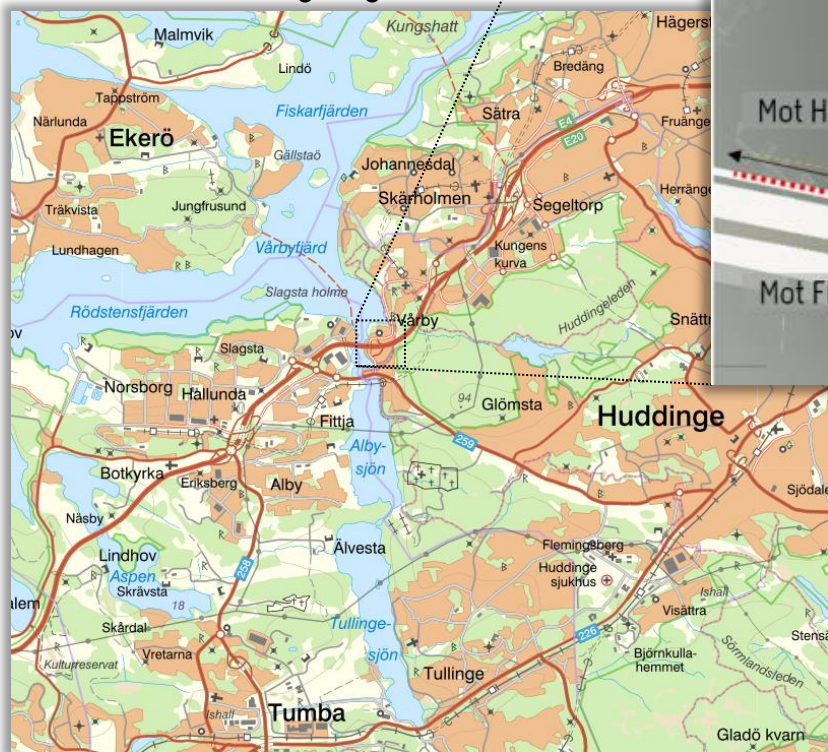 Kungshatt
Hägerst
Malmvik
Lindö
Bredäng
Tappström
Fiskarfjärden
Sätra
E4
E20
Närlunda
Fruänge
Ekerö
Gällstaö
Johannesdal
Mot H
Skärholmen
Herränge
Träkvista
Jungfrusund
Segeltorp
Lundhagen
Vårbyfjärd
Kungens
kurva
Slagsta holme
Mot F
Rödstensfjärden
Huddingeleden
Vårby
Snättr
ov
Slagsta
Norsborg
Hallunda
94
Glömsta
Huddinge
Fittja
259
Alby-
sjön
Botkyrka
Eriksberg
Alby
Sjödale
Näsby
Älvesta
Flemingsberg
Lindhov
Aspen
Huddinge
sjukhus
Skrävsta
258
18
Ishall
alem
Visättra
Skårdal
Tullinge-
sjön
226
Stensä
Vretarna
Björnkulla-
hemmet
Sörmlandsleden
Kulturreservat
Tullinge
Ishall
Tumba
Gladö kvarn